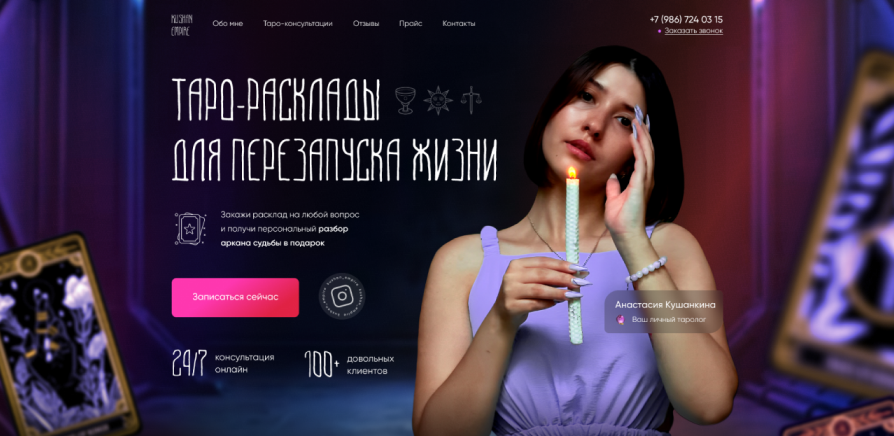 KUSHAN
EMPIRE
Обо мне
Таро-консультации
Отзывы
Прайс
Контакты
+7 (986) 724 03 15
Заказать звонок
ТАРО-РАСКЛАДЫ
ДЛЯ ПЕРЕЗАПУСКА ЖИЗНИ
Закажи расклад на любой вопрос
и получи персональный разбор
аркана судьбы в подарок
Записаться сейчас
24/7
консультация
онлайн
100+
довольных
клиентов
Анастасия Кушанкина
Ваш личный таролог